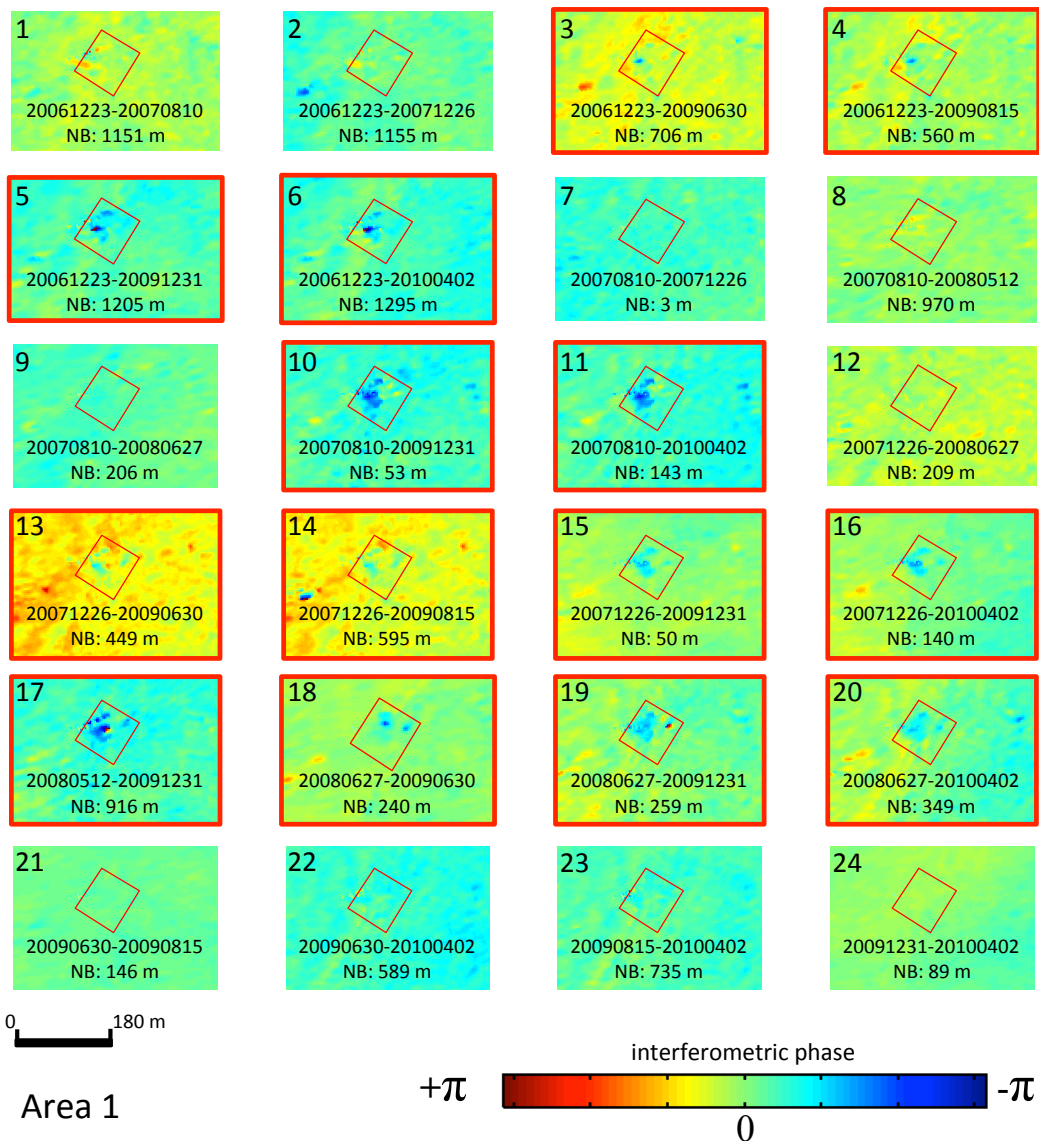 1
20061223-20070810
NB: 1151 m
2
20061223-20071226
NB: 1155 m
3
20061223-20090630
NB: 706 m
4
20061223-20090815
NB: 560 m
5
20061223-20091231
NB: 1205 m
6
20061223-20100402
NB: 1295 m
7
20070810-20071226
NB: 3 m
8
20070810-20080512
NB: 970 m
9
20070810-20080627
NB: 206 m
10
20070810-20091231
NB: 53 m
11
20070810-20100402
NB: 143 m
12
20071226-20080627
NB: 209 m
13
20071226-20090630
NB: 449 m
14
20071226-20090815
NB: 595 m
15
20071226-20091231
NB: 50 m
16
20071226-20100402
NB: 140 m
17
20080512-20091231
NB: 916 m
18
20080627-20090630
NB: 240 m
19
20080627-20091231
NB: 259 m
20
20080627-20100402
NB: 349 m
21
20090630-20090815
NB: 146 m
22
20090630-20100402
NB: 589 m
23
20090815-20100402
NB: 735 m
24
20091231-20100402
NB: 89 m
0 180 m
Area 1
interferometric phase
+π -π
0